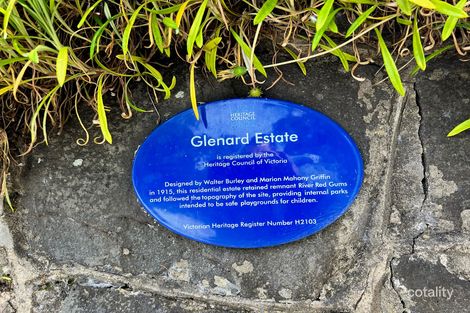 HERITAGE
COUNCIL
Glenard Estate
is registered by the
Heritage Council of Victoria
Designed by Walter Burley and Marion Mahony Griffin
in 1915, this residential estate retained remnant River Red Gums
and followed the topography of the site, providing internal parks
intended to be safe playgrounds for children.
Victorian Heritage Register Number H2103
domain